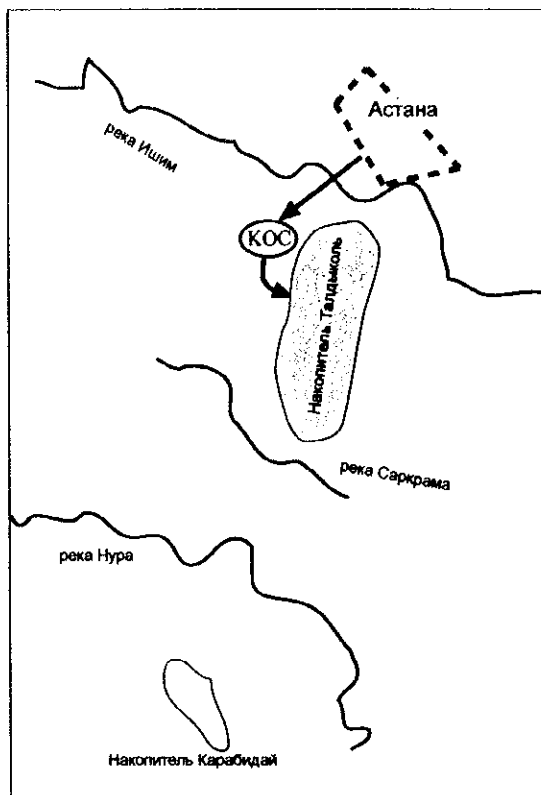 Астана
река Ишим
КОС
Накопитель Талдыколь
река Саркрама
река Нура
Накопитель Карабидай